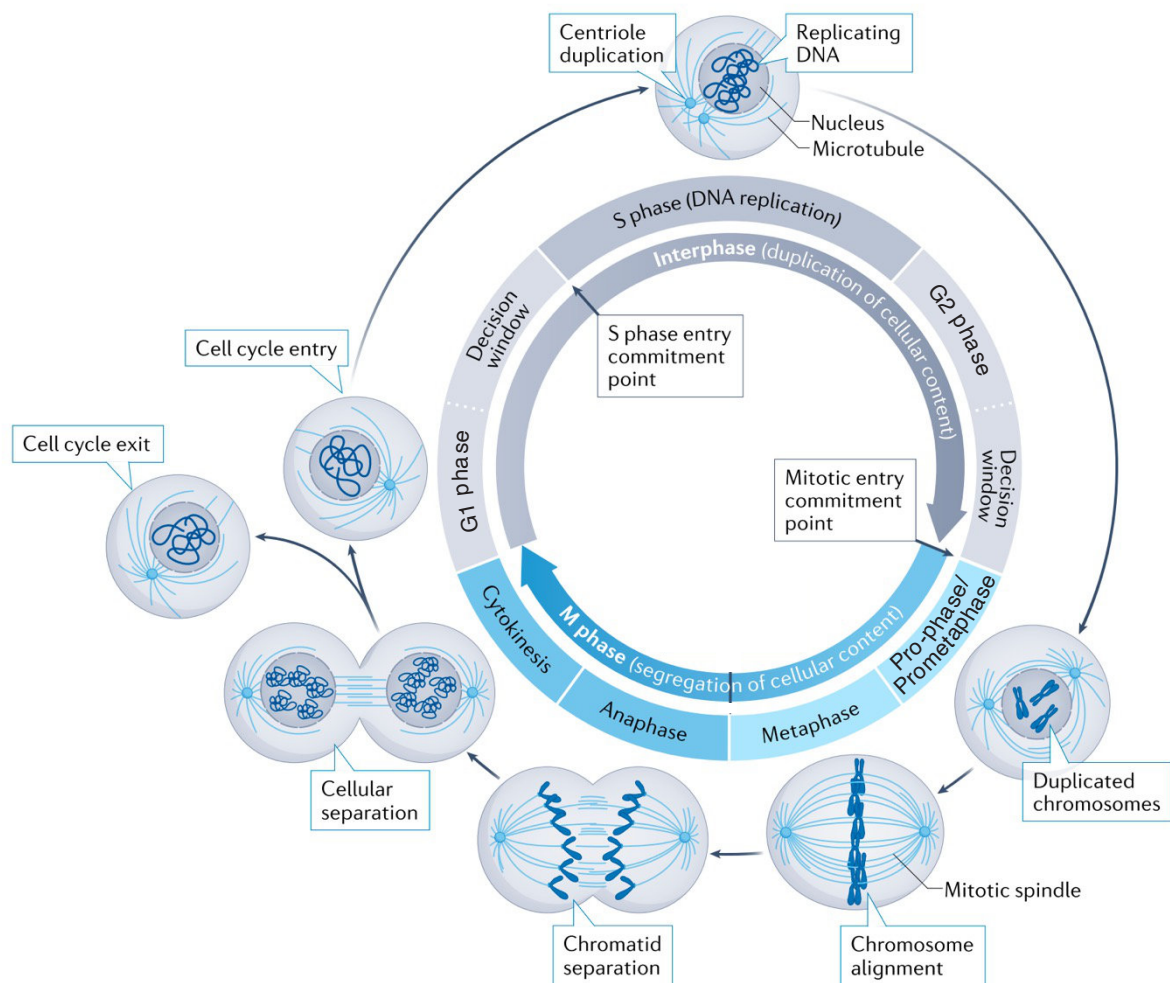 Centriole
duplication
Replicating
DNA
Nucleus
Microtubule
S phase (DNA replication)
Interphase (duplication of cellular content)
Decision
window
G2 phase
S phase entry
commitment
point
Cell cycle entry
Cell cycle exit
G1 phase
Decision
window
Mitotic entry
commitment
point
Cytokinesis
M phase (segregation of cellular content)
Pro-phase/
Prometaphase
Anaphase
Metaphase
Cellular
separation
Duplicated
chromosomes
Mitotic spindle
Chromatid
separation
Chromosome
alignment